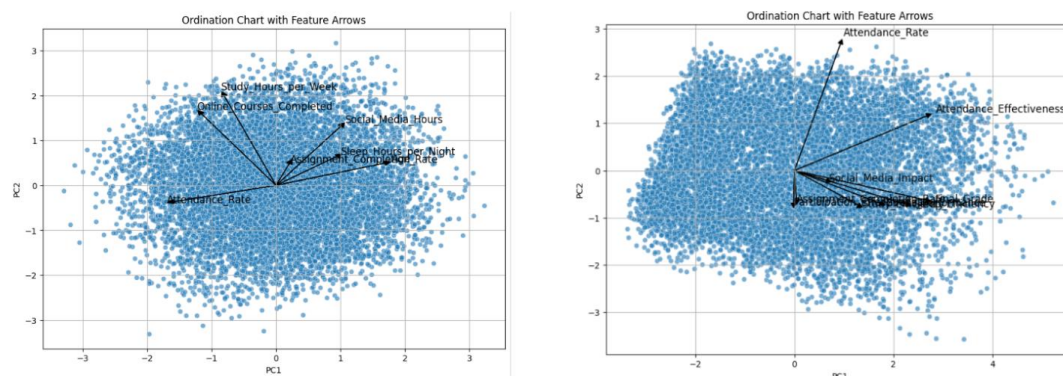 Ordination Chart with Feature Arrows
3
2
1
0
−1
−2
−3
PC2
Study_Hours_per_Week
Online_Courses_Completed
Social_Media_Hours
Sleep_Hours_per_Night
Assignment_Completion_Rate
Attendance_Rate
−3
−2
−1
0
1
2
3
PC1
Ordination Chart with Feature Arrows
3
2
1
0
−1
−2
−3
PC2
Attendance_Rate
Attendance_Effectiveness
Social_Media_Impact
−2
0
2
4
PC1